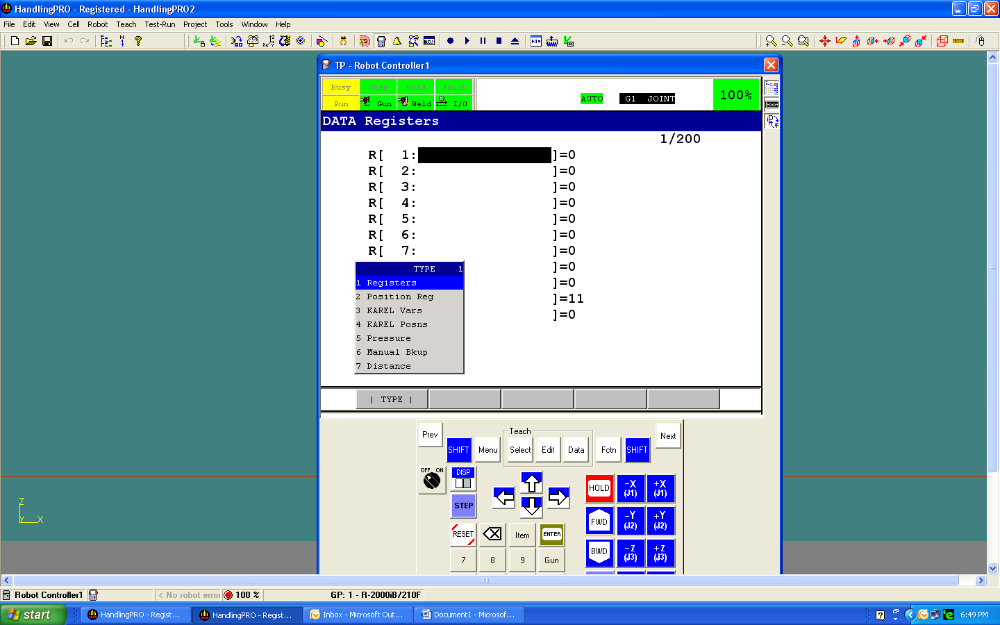 HandlingPRO - Registered - HandlingPRO2
File Edit View Cell Robot Teach Test-Run Project Tools Window Help
TP - Robot Controller1
Busy Step Hold Fault
Run Gun Weld I/O
AUTO G1 JOINT 100%
DATA Registers
1/200
R[ 1: ]=0
R[ 2: ]=0
R[ 3: ]=0
R[ 4: ]=0
R[ 5: ]=0
R[ 6: ]=0
R[ 7: ]=0
]=0
]=0
]=11
]=0
TYPE 1
1 Registers
2 Position Reg
3 KAREL Vars
4 KAREL Posns
5 Pressure
6 Manual Bkup
7 Distance
| TYPE |
Prev Teach Next
SHIFT Menu Select Edit Data Fctn SHIFT
OFF ON DISP
STEP
HOLD -X (J1) +X (J1)
FWD -Y (J2) +Y (J2)
RESET Item ENTER
BWD -Z (J3) +Z (J3)
7 8 9 Gun
Z
Y X
Robot Controller1 < No robot error 100 % GP: 1 - R-2000iB/210F
start HandlingPRO - Regist... HandlingPRO - Regist... Inbox - Microsoft Out... Document1 - Microsof... 6:49 PM